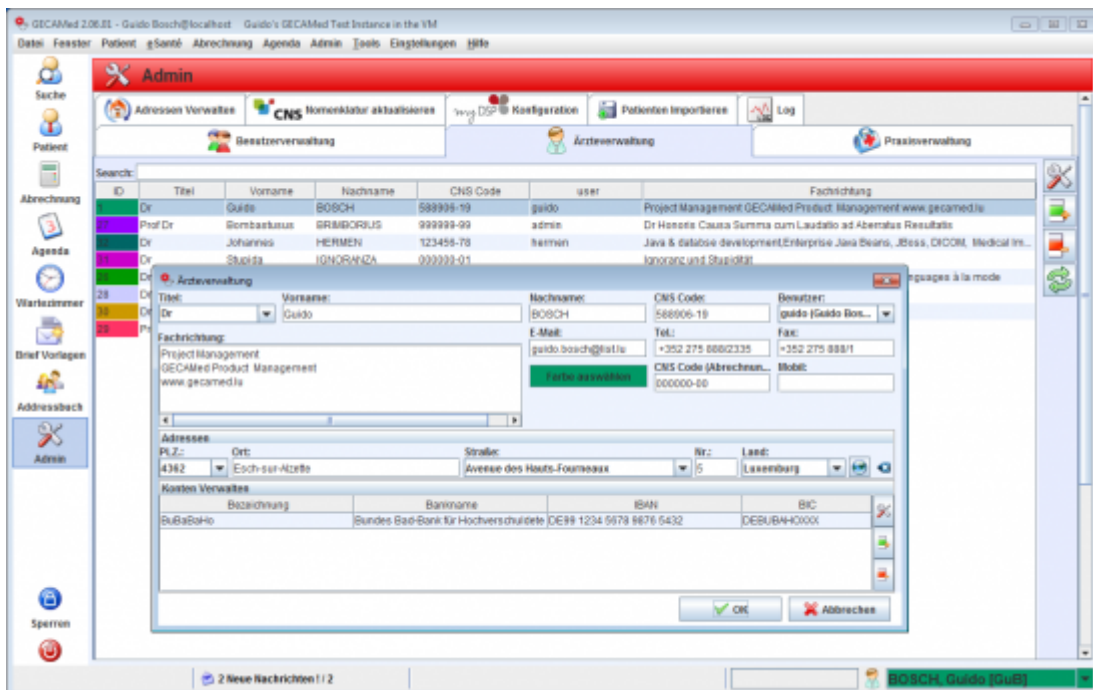 GECAMed 2.06.01 - Guido Bosch@localhost Guido's GECAMed Test Instance in the VM
Datei Fenster Patient eSanté Abrechnung Agenda Admin Tools Einstellungen Hilfe
Suche
Patient
Abrechnung
Agenda
Wartezimmer
Brief Vorlagen
Addressbuch
Admin
Sperren
Admin
Adressen Verwalten
CNS Nomenklatur aktualisieren
myDSP Konfiguration
Patienten Importieren
Log
Benutzerverwaltung
Ärzteverwaltung
Praxisverwaltung
Search:
ID Titel Vorname Nachname CNS Code user Fachrichtung
Dr Guido BOSCH 588906-19 guido Project Management GECAMed Product Management www.gecamed.lu
Prof Dr Bombastusus BRIMBORIUS 999999-99 admin Dr Honoris Causa Summa cum Laudatio ad Aberratus Resultatis
Dr Johannes HERMEN 123456-78 hermen Java & databse development,Enterprise Java Beans, JBoss, DICOM, Medical Im...
Dr Stupida IGNORANZA 000000-01 Ignoranz und Stupidität
nguages à la mode
28
30
29
Ärzteverwaltung
Titel: Vorname: Nachname: CNS Code: Benutzer:
Dr Guido BOSCH 588906-19 guido (Guido Bos...
Fachrichtung: E-Mail: Tel.: Fax:
Project Management
GECAMed Product Management
www.gecamed.lu
guido.bosch@list.lu +352 275 888/2335 +352 275 888/1
Farbe auswählen
CNS Code (Abrechnun... Mobil:
000000-00
Adressen
PLZ.: Ort: Straße: Nr.: Land:
4362 Esch-sur-Alzette Avenue des Hauts-Fourneaux 5 Luxemburg
Konten Verwalten
Bezeichnung Bankname IBAN BIC
BuBaBaHo Bundes Bad-Bank für Hochverschuldete DE99 1234 5678 9876 5432 DEBUBAHOXXX
OK
Abbrechen
2 Neue Nachrichten ! / 2
BOSCH, Guido [GuB]